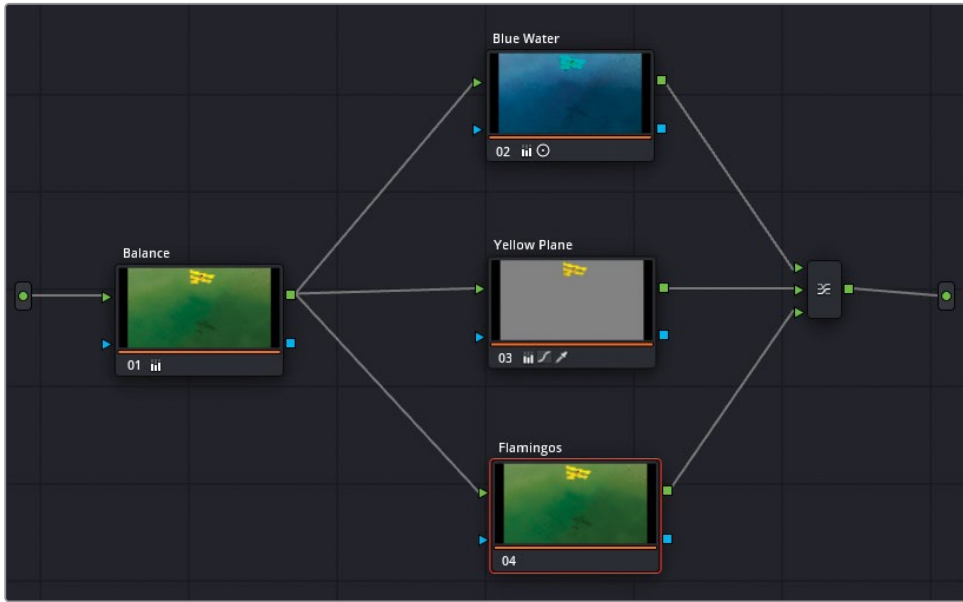 Blue Water
02
Balance
01
Yellow Plane
03
Flamingos
04